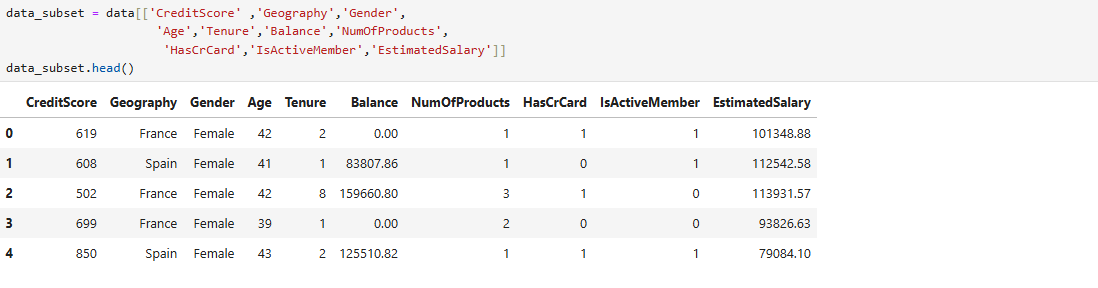 data_subset = data[['CreditScore' ,'Geography','Gender',
'Age','Tenure','Balance','NumOfProducts',
'HasCrCard','IsActiveMember','EstimatedSalary']]
data_subset.head()
CreditScore Geography Gender Age Tenure Balance NumOfProducts HasCrCard IsActiveMember EstimatedSalary
0 619 France Female 42 2 0.00 1 1 1 101348.88
1 608 Spain Female 41 1 83807.86 1 0 1 112542.58
2 502 France Female 42 8 159660.80 3 1 0 113931.57
3 699 France Female 39 1 0.00 2 0 0 93826.63
4 850 Spain Female 43 2 125510.82 1 1 1 79084.10